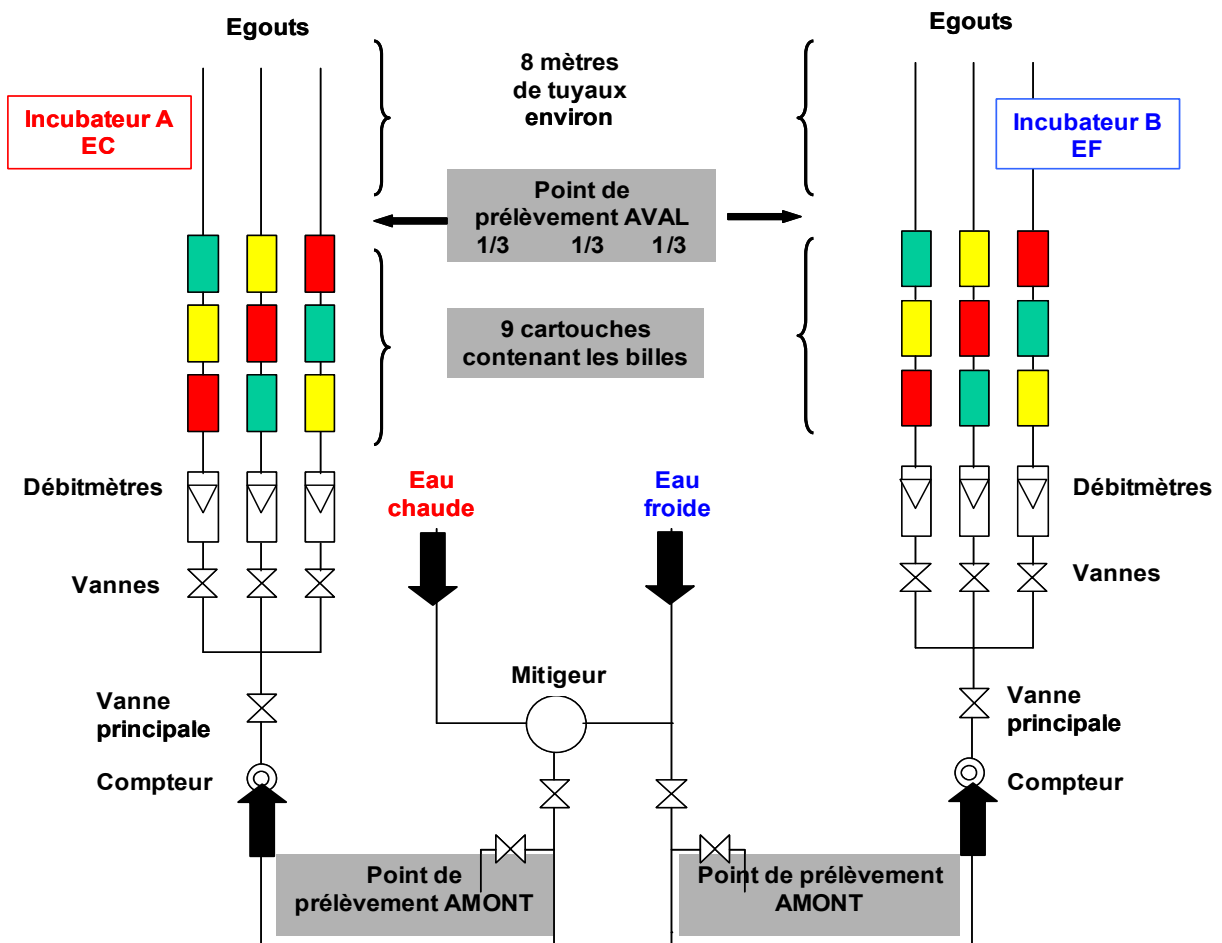 Egouts
Egouts
8 mètres
de tuyaux
environ
Incubateur A
EC
Incubateur B
EF
Point de
prélèvement AVAL
1/3 1/3 1/3
9 cartouches
contenant les billes
Débitmètres
Eau
chaude
Eau
froide
Débitmètres
Vannes
Vannes
Mitigeur
Vanne
principale
Vanne
principale
Compteur
Compteur
Point de
prélèvement AMONT
Point de prélèvement
AMONT